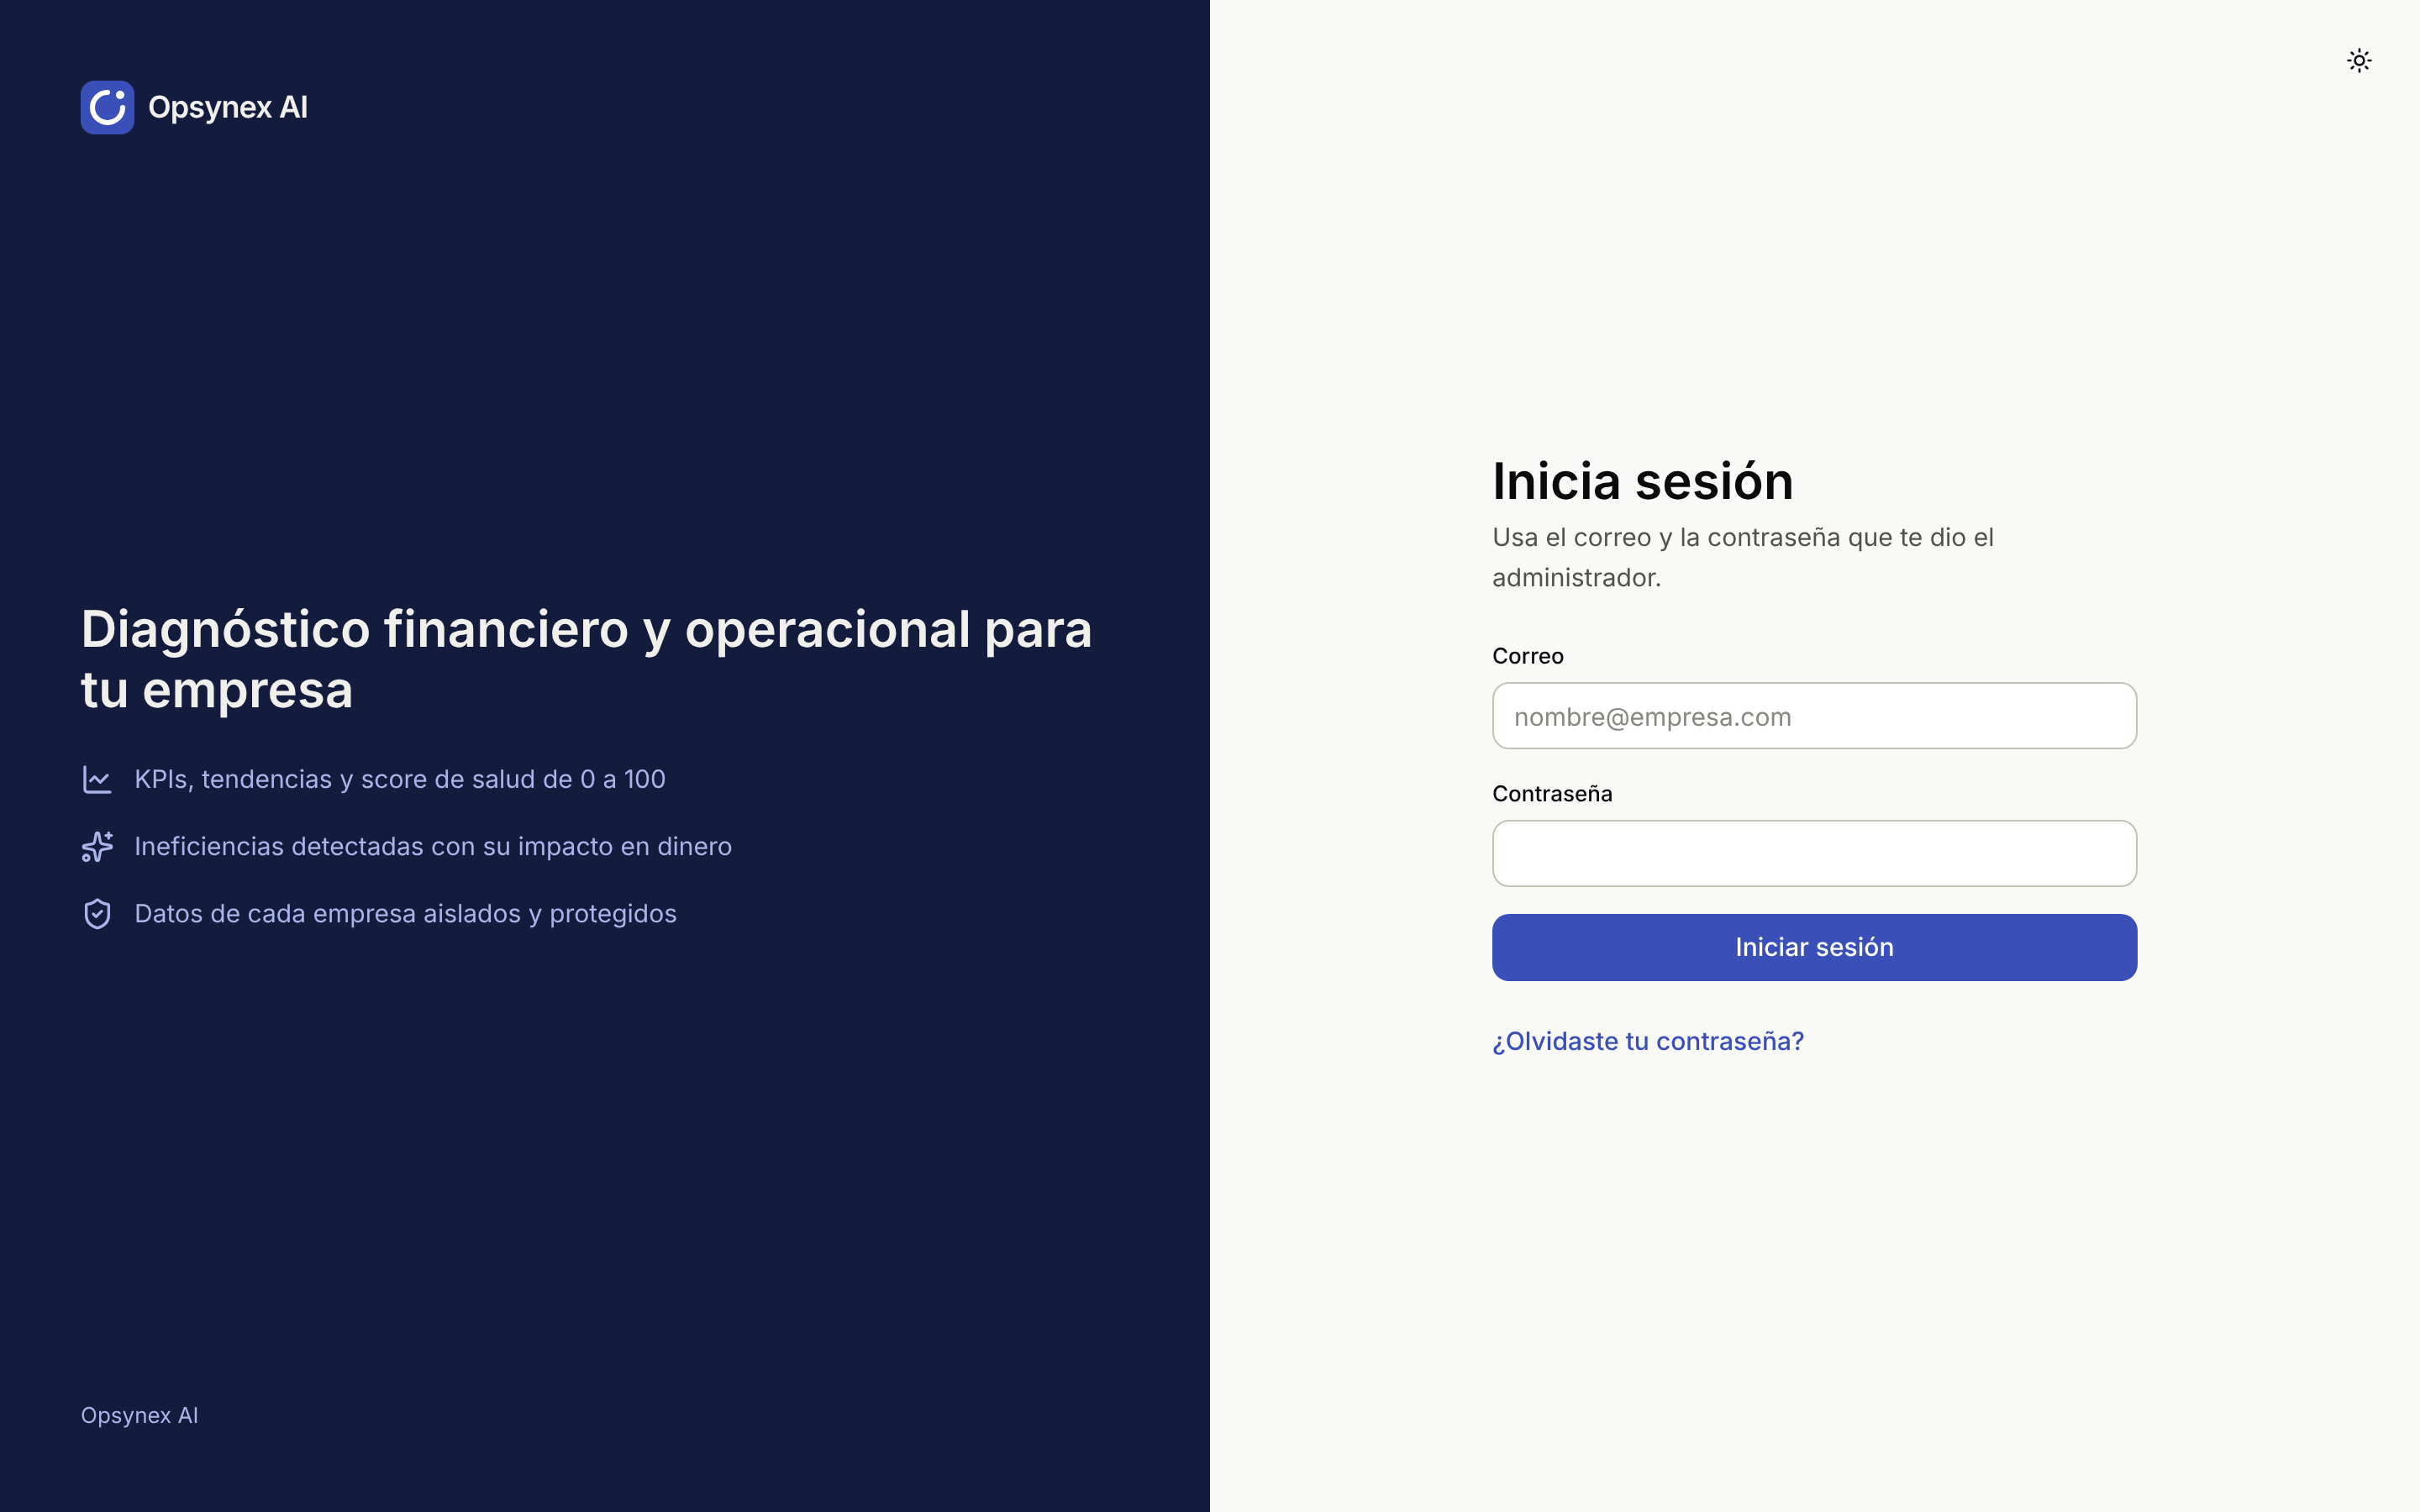 Opsynex AI
Diagnóstico financiero y operacional para
tu empresa
KPIs, tendencias y score de salud de 0 a 100
Ineficiencias detectadas con su impacto en dinero
Datos de cada empresa aislados y protegidos
Opsynex AI
Inicia sesión
Usa el correo y la contraseña que te dio el
administrador.
Correo
nombre@empresa.com
Contraseña
Iniciar sesión
¿Olvidaste tu contraseña?